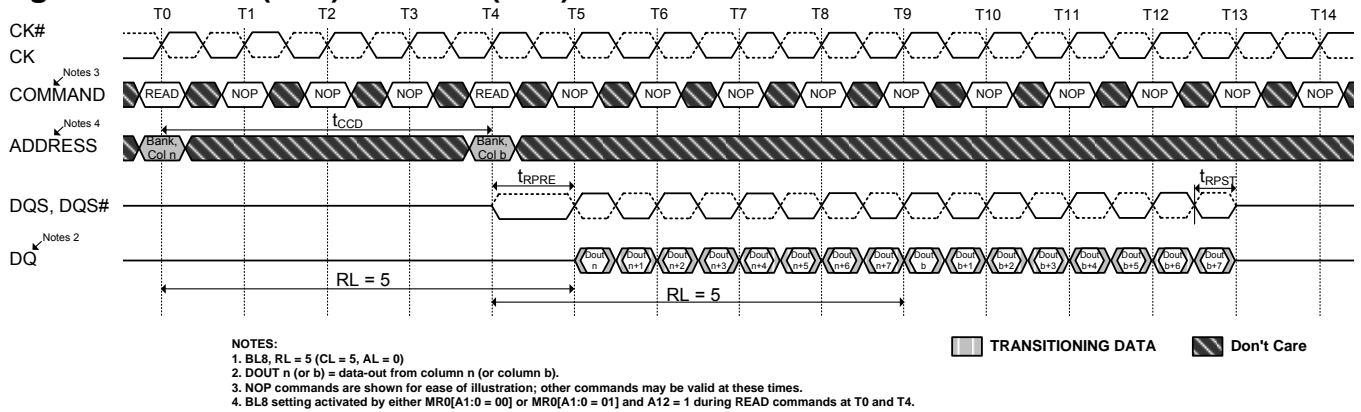 T0 T1 T2 T3 T4 T5 T6 T7 T8 T9 T10 T11 T12 T13 T14
CK#
CK
Notes 3
COMMAND READ NOP NOP NOP READ NOP NOP NOP NOP NOP NOP NOP NOP NOP NOP
Notes 4
tCCD
ADDRESS Bank, Col n Bank, Col b
tRPRE tRPST
DQS, DQS#
Notes 2
DQ Dout n Dout n+1 Dout n+2 Dout n+3 Dout n+4 Dout n+5 Dout n+6 Dout n+7 Dout b Dout b+1 Dout b+2 Dout b+3 Dout b+4 Dout b+5 Dout b+6 Dout b+7
RL = 5 RL = 5
NOTES:
1. BL8, RL = 5 (CL = 5, AL = 0)
2. DOUT n (or b) = data-out from column n (or column b).
3. NOP commands are shown for ease of illustration; other commands may be valid at these times.
4. BL8 setting activated by either MR0[A1:0 = 00] or MR0[A1:0 = 01] and A12 = 1 during READ commands at T0 and T4.
TRANSITIONING DATA Don't Care